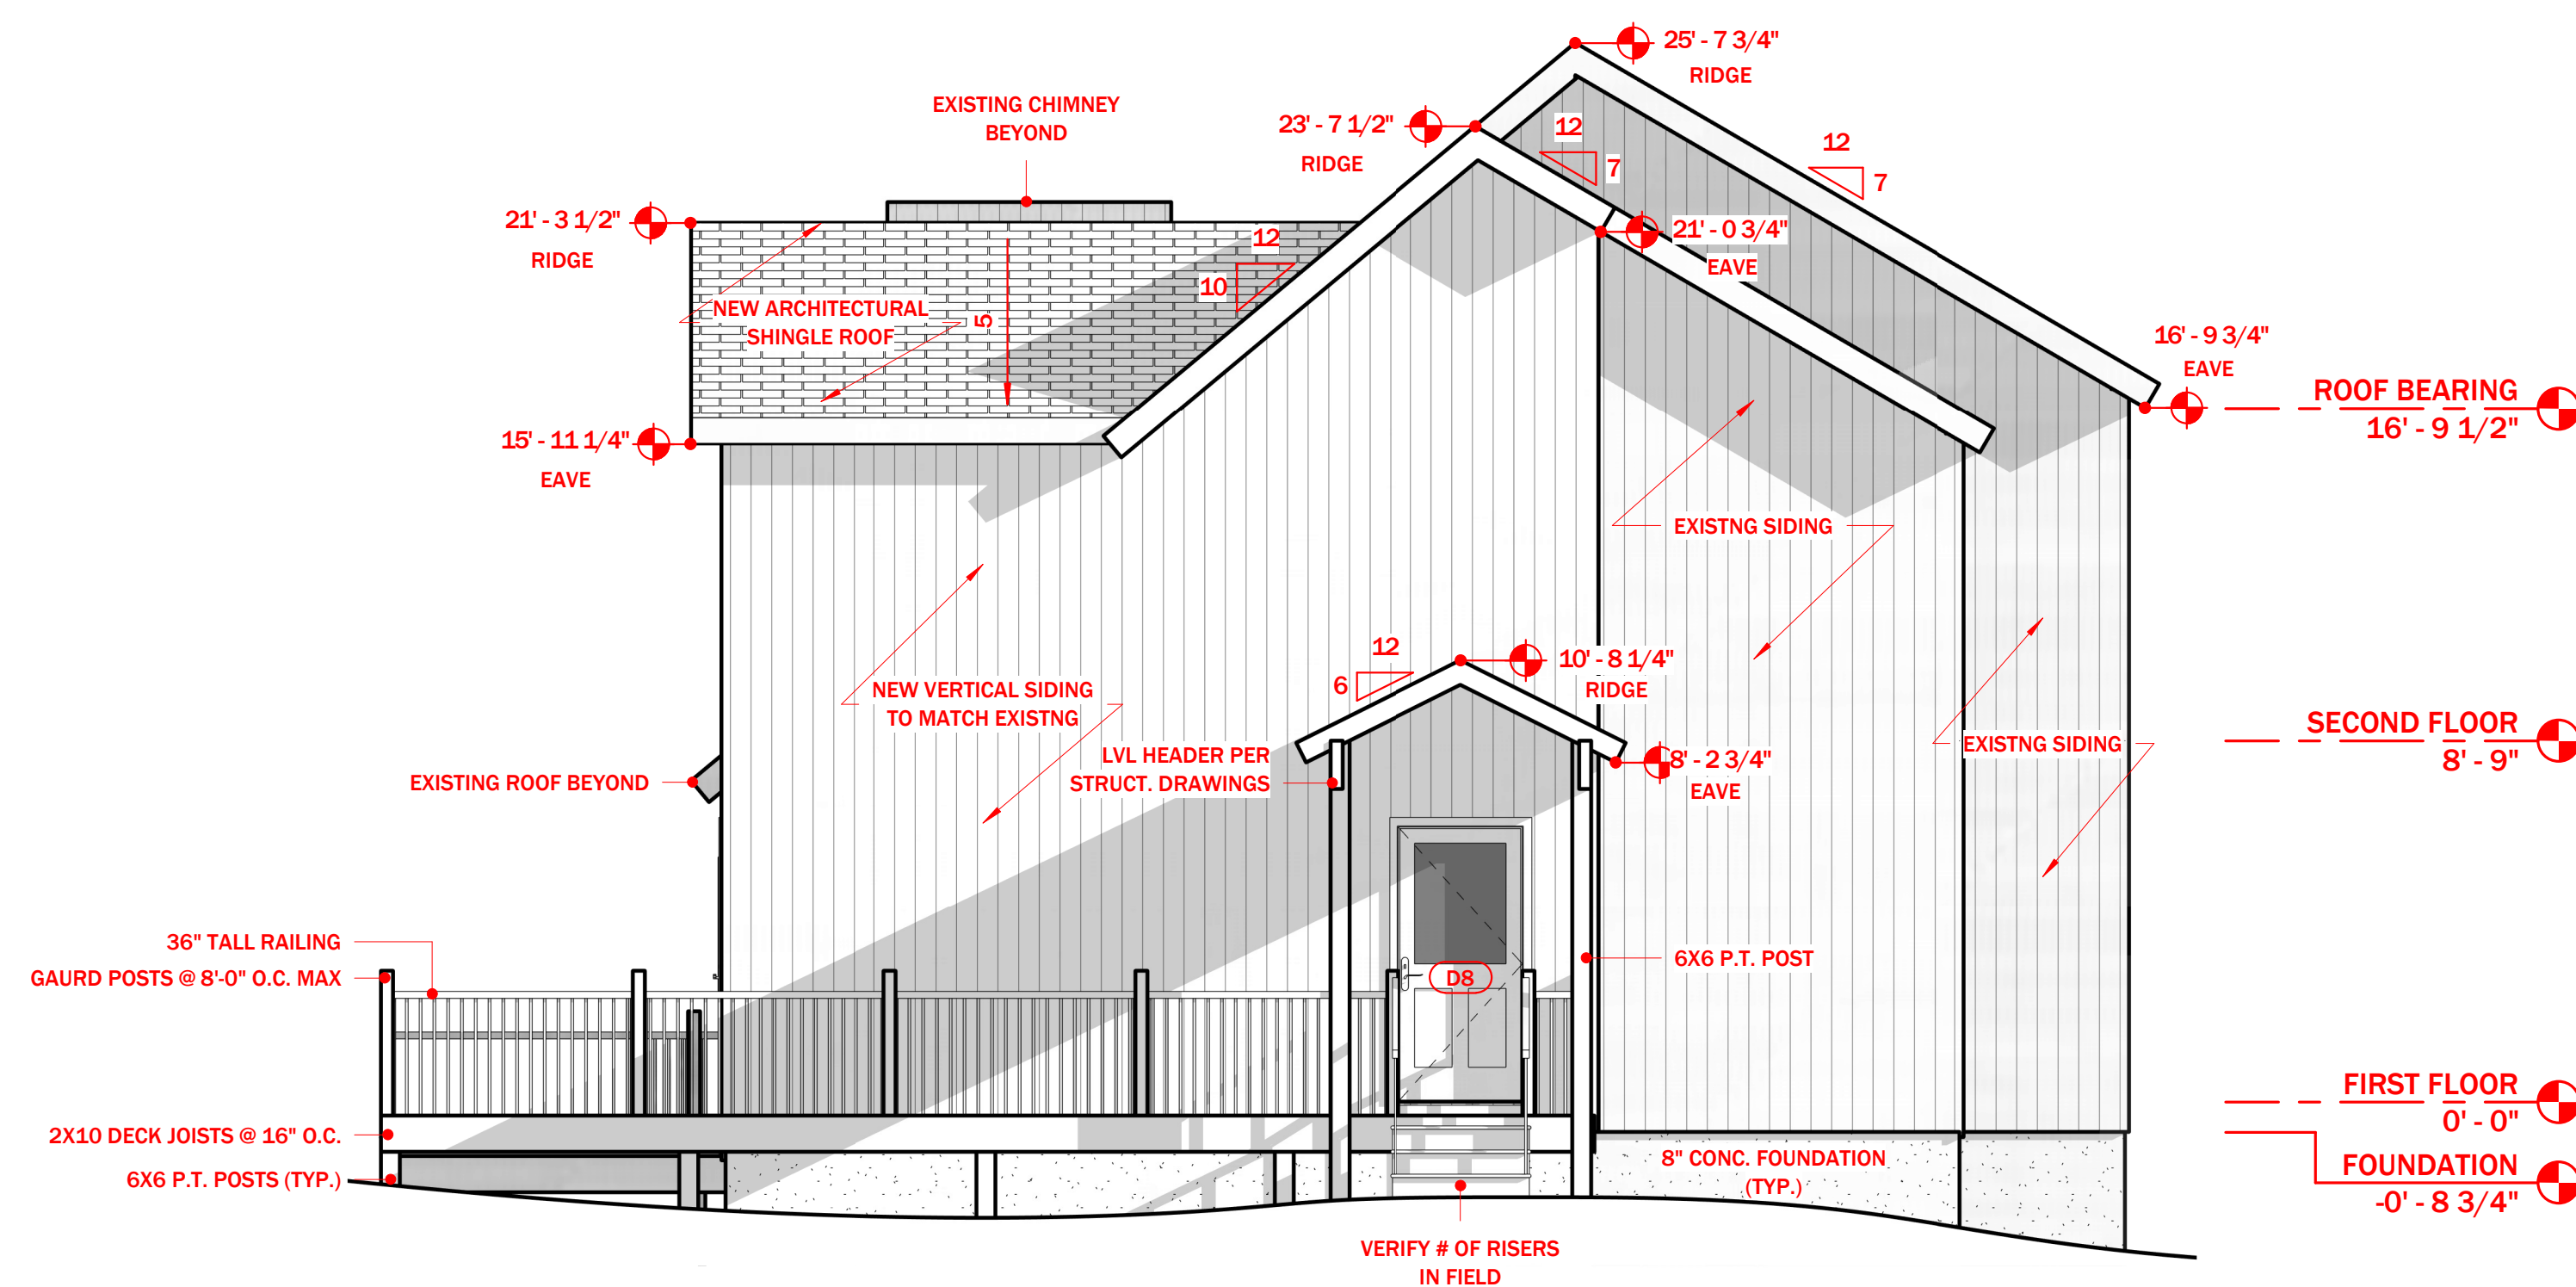 25' - 7 3/4"
RIDGE
EXISTING CHIMNEY
BEYOND
23' - 7 1/2"
RIDGE
12
7
12
7
21' - 3 1/2"
RIDGE
21' - 0 3/4"
EAVE
12
10
NEW ARCHITECTURAL
SHINGLE ROOF
5
16' - 9 3/4"
EAVE
ROOF BEARING
16' - 9 1/2"
15' - 11 1/4"
EAVE
EXISTNG SIDING
NEW VERTICAL SIDING
TO MATCH EXISTNG
12
6
10' - 8 1/4"
RIDGE
SECOND FLOOR
8' - 9"
EXISTNG SIDING
EXISTING ROOF BEYOND
LVL HEADER PER
STRUCT. DRAWINGS
8' - 2 3/4"
EAVE
36" TALL RAILING
GAURD POSTS @ 8'-0" O.C. MAX
6X6 P.T. POST
D8
FIRST FLOOR
0' - 0"
2X10 DECK JOISTS @ 16" O.C.
6X6 P.T. POSTS (TYP.)
8" CONC. FOUNDATION
(TYP.)
FOUNDATION
-0' - 8 3/4"
VERIFY # OF RISERS
IN FIELD